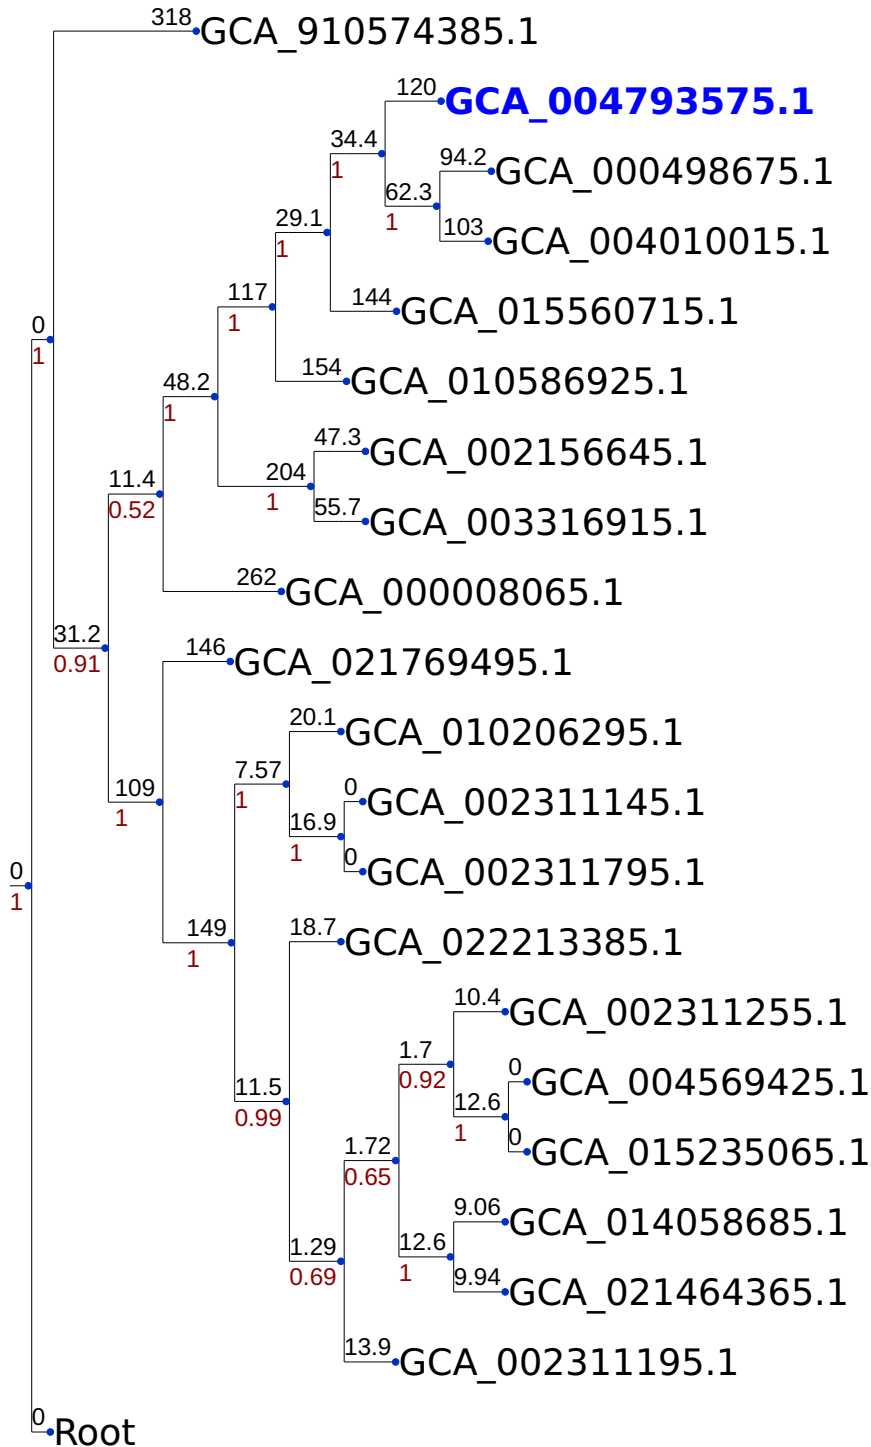 318
GCA_910574385.1
120
GCA_004793575.1
34.4
1
94.2
GCA_000498675.1
62.3
1
103
GCA_004010015.1
29.1
1
144
GCA_015560715.1
117
1
154
GCA_010586925.1
0
1
48.2
1
47.3
GCA_002156645.1
204
1
55.7
GCA_003316915.1
11.4
0.52
262
GCA_000008065.1
31.2
0.91
146
GCA_021769495.1
20.1
GCA_010206295.1
7.57
1
0
GCA_002311145.1
109
1
16.9
1
0
GCA_002311795.1
0
1
149
1
18.7
GCA_022213385.1
10.4
GCA_002311255.1
1.7
0.92
0
GCA_004569425.1
11.5
0.99
12.6
1
0
GCA_015235065.1
1.72
0.65
9.06
GCA_014058685.1
1.29
0.69
12.6
1
9.94
GCA_021464365.1
13.9
GCA_002311195.1
0
Root